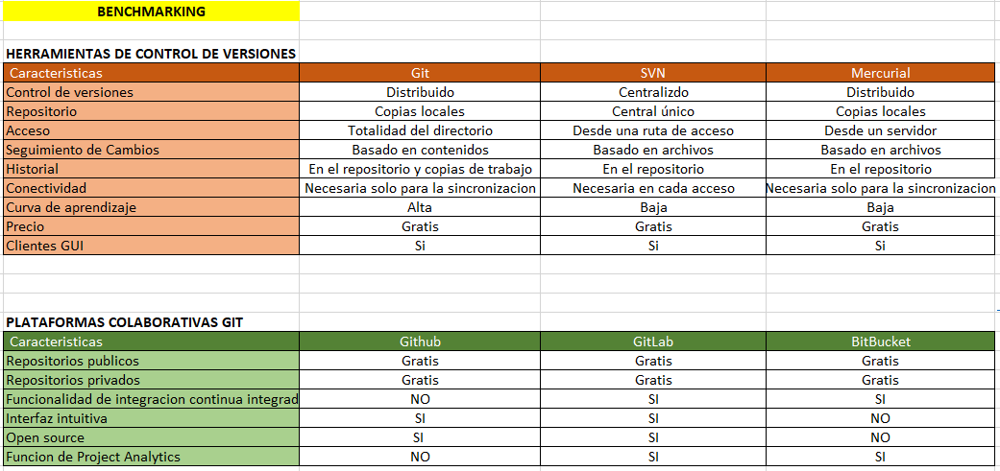 BENCHMARKING
HERRAMIENTAS DE CONTROL DE VERSIONES
Caracteristicas Git SVN Mercurial
Control de versiones Distribuido Centralizdo Distribuido
Repositorio Copias locales Central único Copias locales
Acceso Totalidad del directorio Desde una ruta de acceso Desde un servidor
Seguimiento de Cambios Basado en contenidos Basado en archivos Basado en archivos
Historial En el repositorio y copias de trabajo En el repositorio En el repositorio
Conectividad Necesaria solo para la sincronizacion Necesaria en cada acceso Necesaria solo para la sincronizacion
Curva de aprendizaje Alta Baja Baja
Precio Gratis Gratis Gratis
Clientes GUI Si Si Si
PLATAFORMAS COLABORATIVAS GIT
Caracteristicas Github GitLab BitBucket
Repositorios publicos Gratis Gratis Gratis
Repositorios privados Gratis Gratis Gratis
Funcionalidad de integracion continua integrad NO SI SI
Interfaz intuitiva SI SI NO
Open source SI SI NO
Funcion de Project Analytics NO SI SI